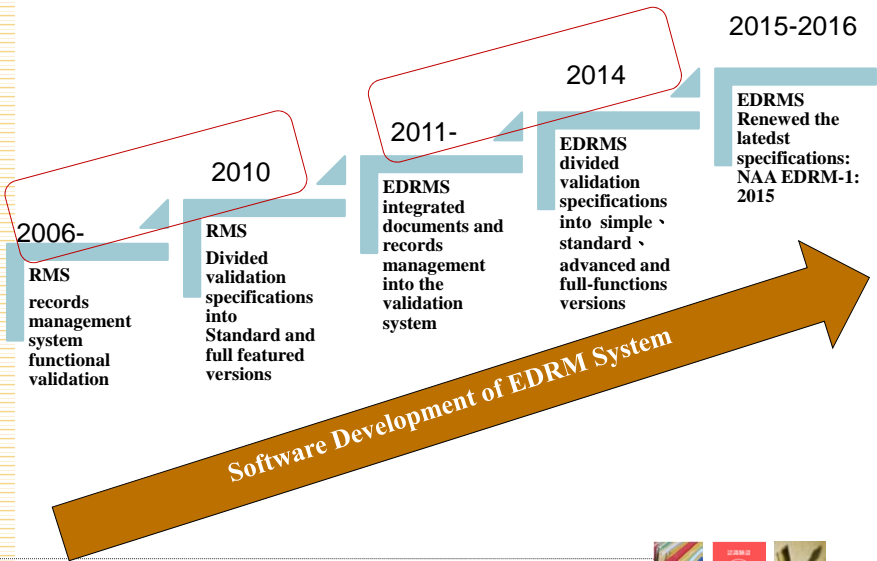 2006-
RMS
records
management
system
functional
validation
2010
RMS
Divided
validation
specifications
into
Standard and
full featured
versions
2011-
EDRMS
integrated
documents and
records
management
into the
validation
system
2014
EDRMS
divided
validation
specifications
into simple、
standard、
advanced and
full-functions
versions
2015-2016
EDRMS
Renewed the
latedst
specifications:
NAA EDRM-1:
2015
Software Development of EDRM System